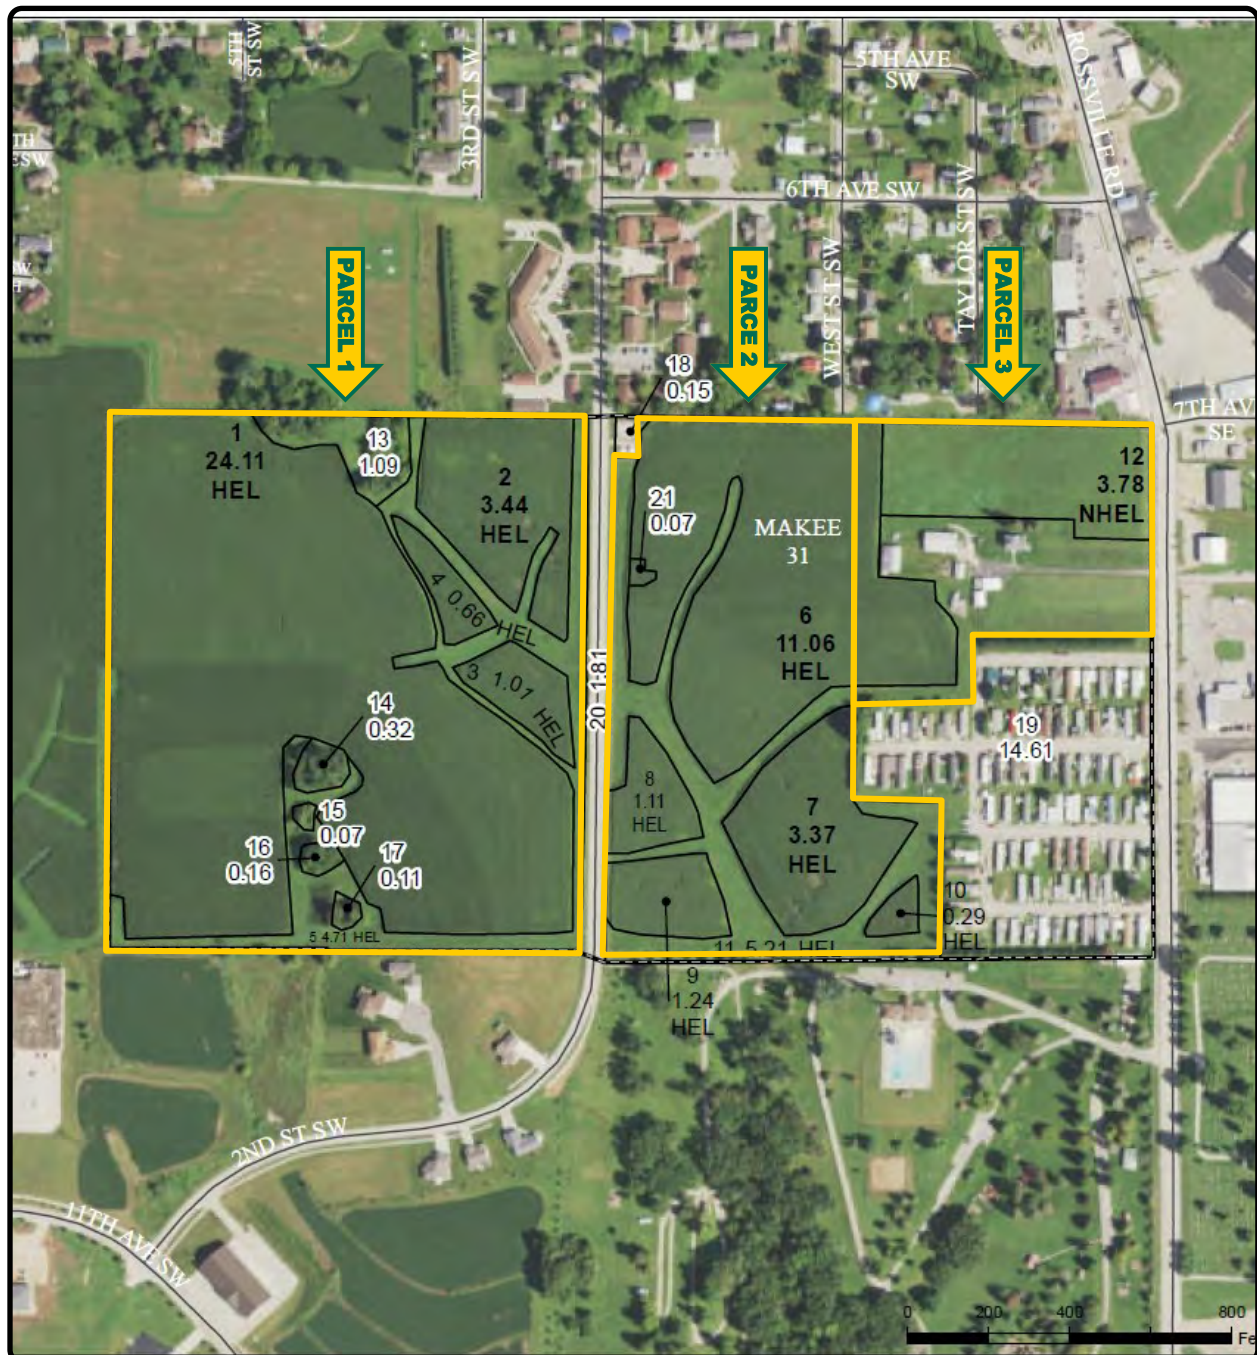 5TH
ST SW
3RD ST SW
5TH AVE
SW
ROSSVILLE RD
TH
6TH AVE SW
WEST ST SW
TAYLOR ST SW
PARCEL 1
PARCE 2
PARCEL 3
7TH AV
SE
18
0.15
1
24.11
HEL
13
1.09
2
3.44
HEL
12
3.78
NHEL
21
0.07
MAKEE
31
4 0.66 HEL
6
11.06
HEL
3 1.01 HEL
20 1.81
14
0.32
19
14.61
15
0.07
8
1.11
HEL
7
3.37
HEL
16
0.16
17
0.11
10
0.29
HEL
5 4.71 HEL
11 5.21 HEL
9
1.24
HEL
2ND ST SW
11TH AVE SW
0 200 400 800
Fe